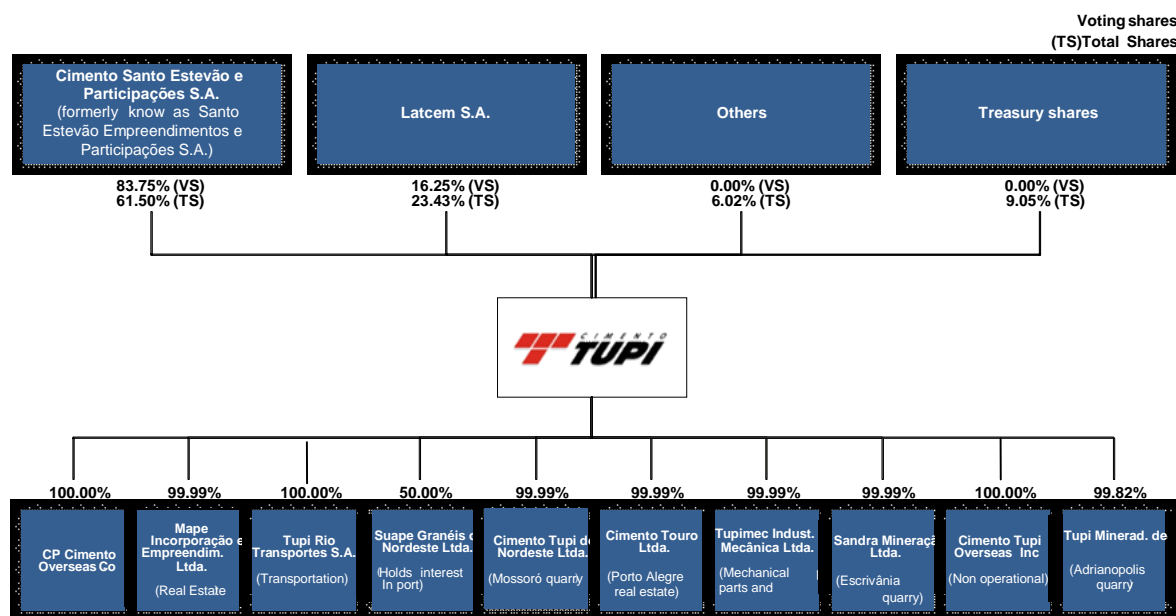 Voting shares
(TS)Total Shares
Cimento Santo Estevão e
Participações S.A.
(formerly know as Santo
Estevão Empreendimentos e
Participações S.A.)
Latcem S.A.
Others
Treasury shares
83.75% (VS)
61.50% (TS)
16.25% (VS)
23.43% (TS)
0.00% (VS)
6.02% (TS)
0.00% (VS)
9.05% (TS)
CIMENTO
TUPI
100.00%
99.99%
100.00%
50.00%
99.99%
99.99%
99.99%
99.99%
100.00%
99.82%
CP Cimento
Overseas Co
Mape
Incorporação e
Empreendim.
Ltda.
(Real Estate
Tupi Rio
Transportes S.A.
(Transportation)
Suape Granéis
Nordeste Ltda.
(Holds interest
In port)
Cimento Tupi do
Nordeste Ltda.
(Mossoró quarry)
Cimento Touro
Ltda.
(Porto Alegre
real estate)
Tupimec Indust.
Mecânica Ltda.
(Mechanical
parts and
Sandra Mineraçã
Ltda.
(Escrivânia
quarry)
Cimento Tupi
Overseas Inc
(Non operational)
Tupi Minerad. de
(Adrianopolis
quarry)